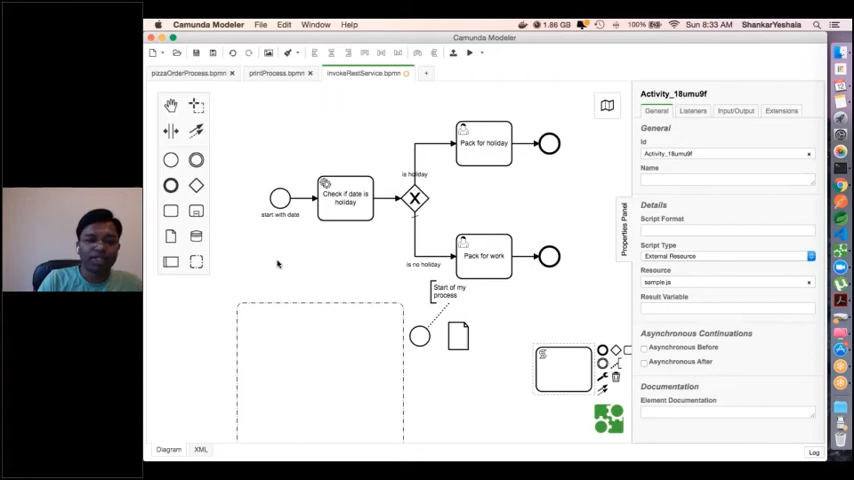 Camunda Modeler File Edit Window Help
1.86 GB 100% Sun 8:33 AM ShankarYeshala
Camunda Modeler
pizzaOrderProcess.bpmn printProcess.bpmn invokeRestService.bpmn
Activity_18umu9f
General Listeners Input/Output Extensions
General
Id
Activity_18umu9f
Name
Details
Script Format
Script Type
External Resource
Resource
sample.js
Result Variable
Asynchronous Continuations
Asynchronous Before
Asynchronous After
Documentation
Element Documentation
Properties Panel
Pack for holiday
is holiday
Check if date is
holiday
start with date
X
Pack for work
is no holiday
Start of my
process
Diagram XML
Log